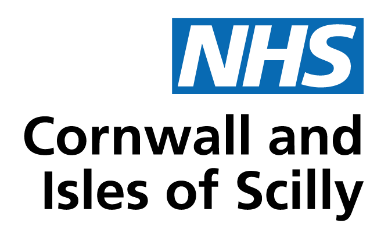 NHS
Cornwall and
Isles of Scilly